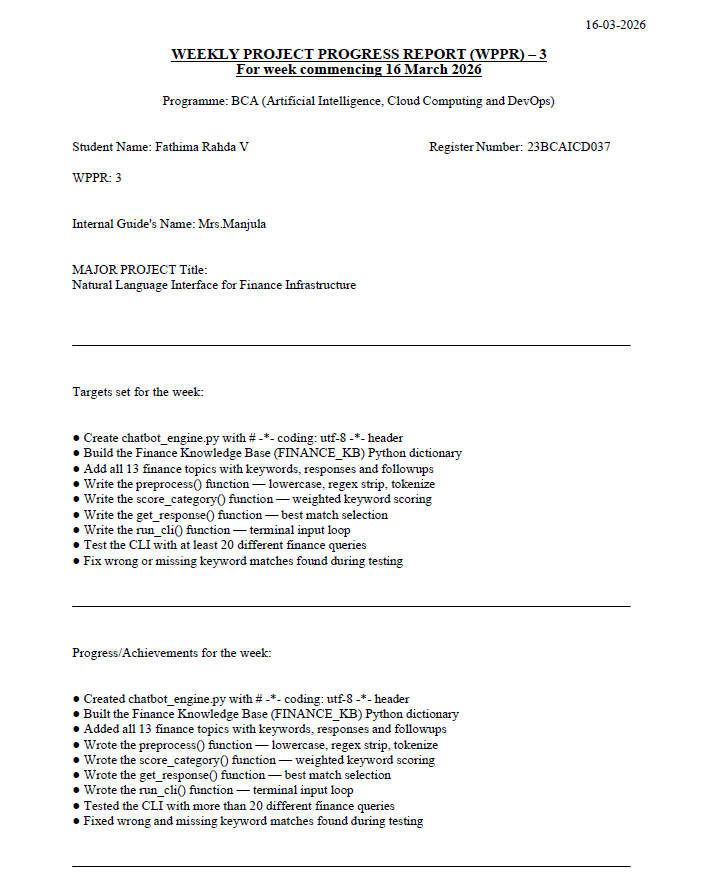 16-03-2026
WEEKLY PROJECT PROGRESS REPORT (WPPR) – 3
For week commencing 16 March 2026
Programme: BCA (Artificial Intelligence, Cloud Computing and DevOps)
Student Name: Fathima Rahda V Register Number: 23BCAICD037
WPPR: 3
Internal Guide's Name: Mrs.Manjula
MAJOR PROJECT Title:
Natural Language Interface for Finance Infrastructure
Targets set for the week:
● Create chatbot_engine.py with # -*- coding: utf-8 -*- header
● Build the Finance Knowledge Base (FINANCE_KB) Python dictionary
● Add all 13 finance topics with keywords, responses and followups
● Write the preprocess() function — lowercase, regex strip, tokenize
● Write the score_category() function — weighted keyword scoring
● Write the get_response() function — best match selection
● Write the run_cli() function — terminal input loop
● Test the CLI with at least 20 different finance queries
● Fix wrong or missing keyword matches found during testing
Progress/Achievements for the week:
● Created chatbot_engine.py with # -*- coding: utf-8 -*- header
● Built the Finance Knowledge Base (FINANCE_KB) Python dictionary
● Added all 13 finance topics with keywords, responses and followups
● Wrote the preprocess() function — lowercase, regex strip, tokenize
● Wrote the score_category() function — weighted keyword scoring
● Wrote the get_response() function — best match selection
● Wrote the run_cli() function — terminal input loop
● Tested the CLI with more than 20 different finance queries
● Fixed wrong and missing keyword matches found during testing